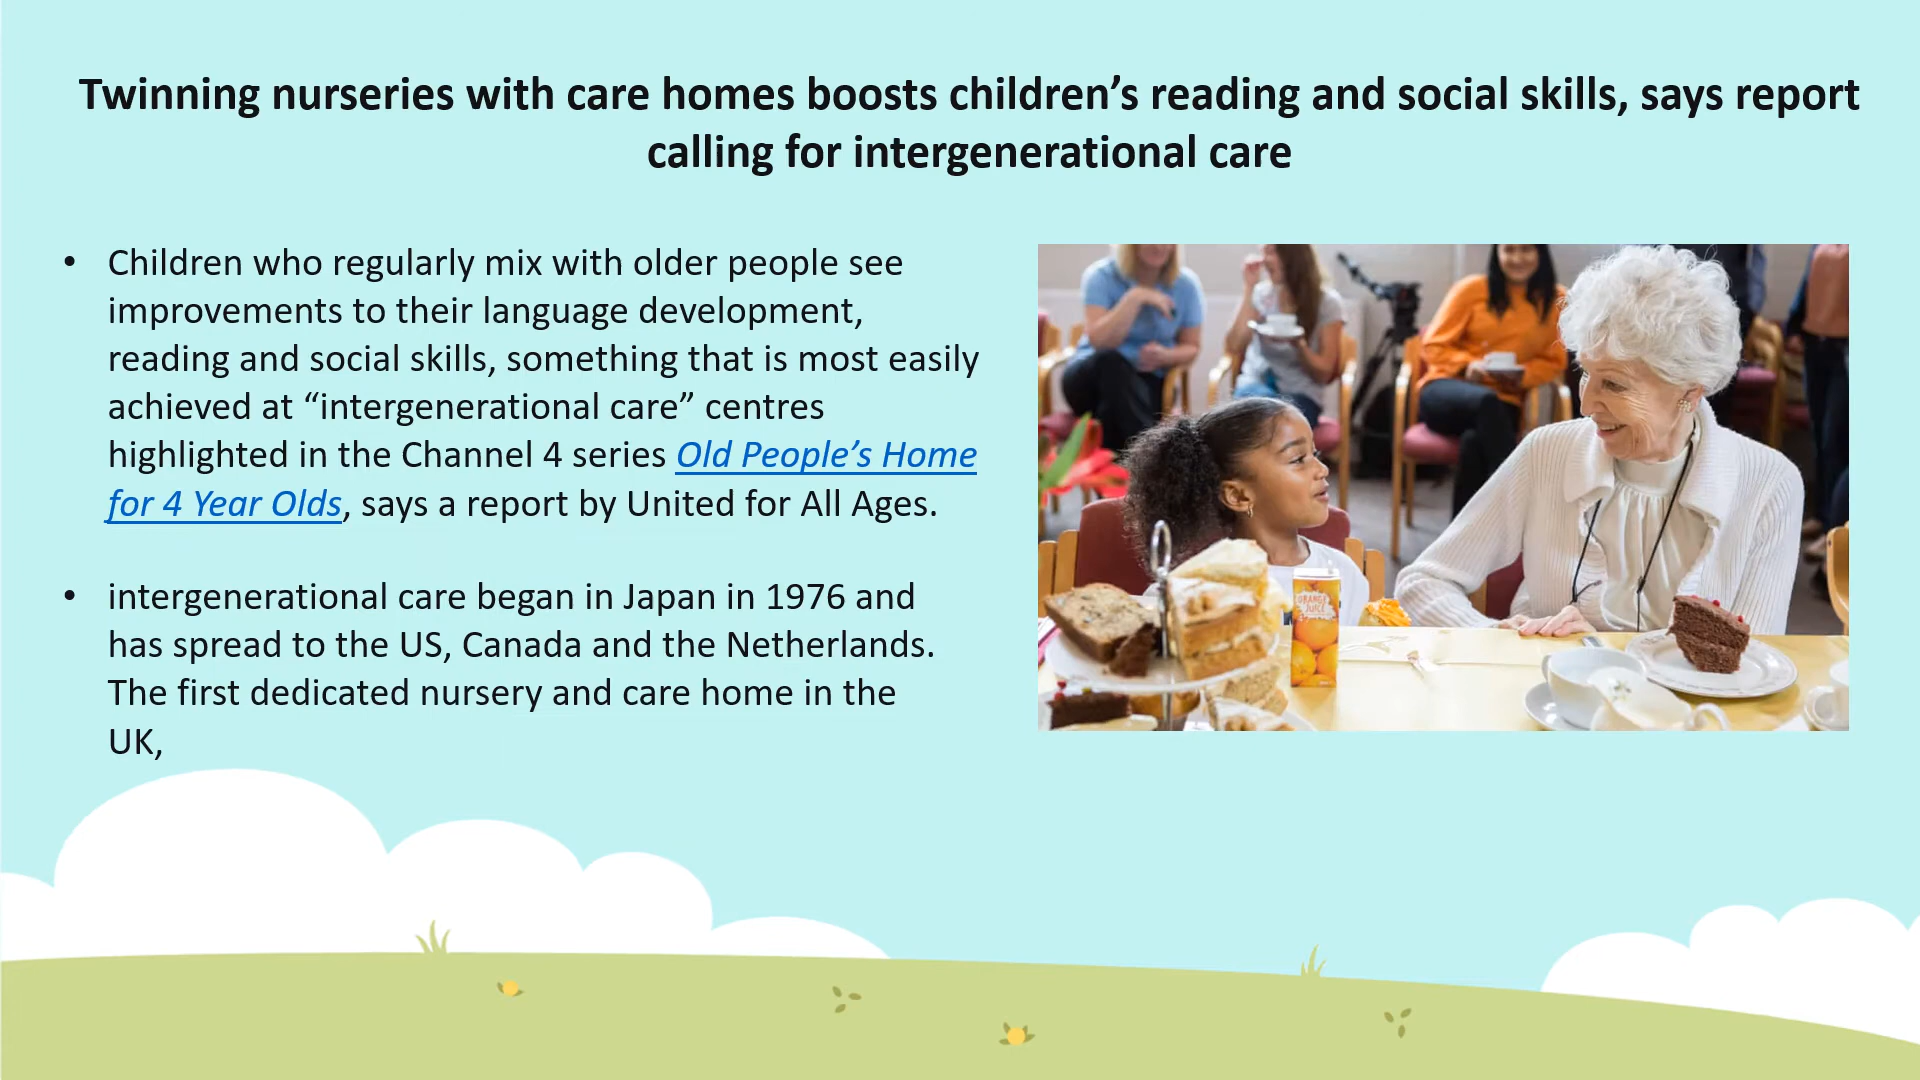 Twinning nurseries with care homes boosts children’s reading and social skills, says report
calling for intergenerational care
• Children who regularly mix with older people see
improvements to their language development,
reading and social skills, something that is most easily
achieved at “intergenerational care” centres
highlighted in the Channel 4 series Old People’s Home
for 4 Year Olds, says a report by United for All Ages.
• intergenerational care began in Japan in 1976 and
has spread to the US, Canada and the Netherlands.
The first dedicated nursery and care home in the
UK,
ORANGE
JUICE